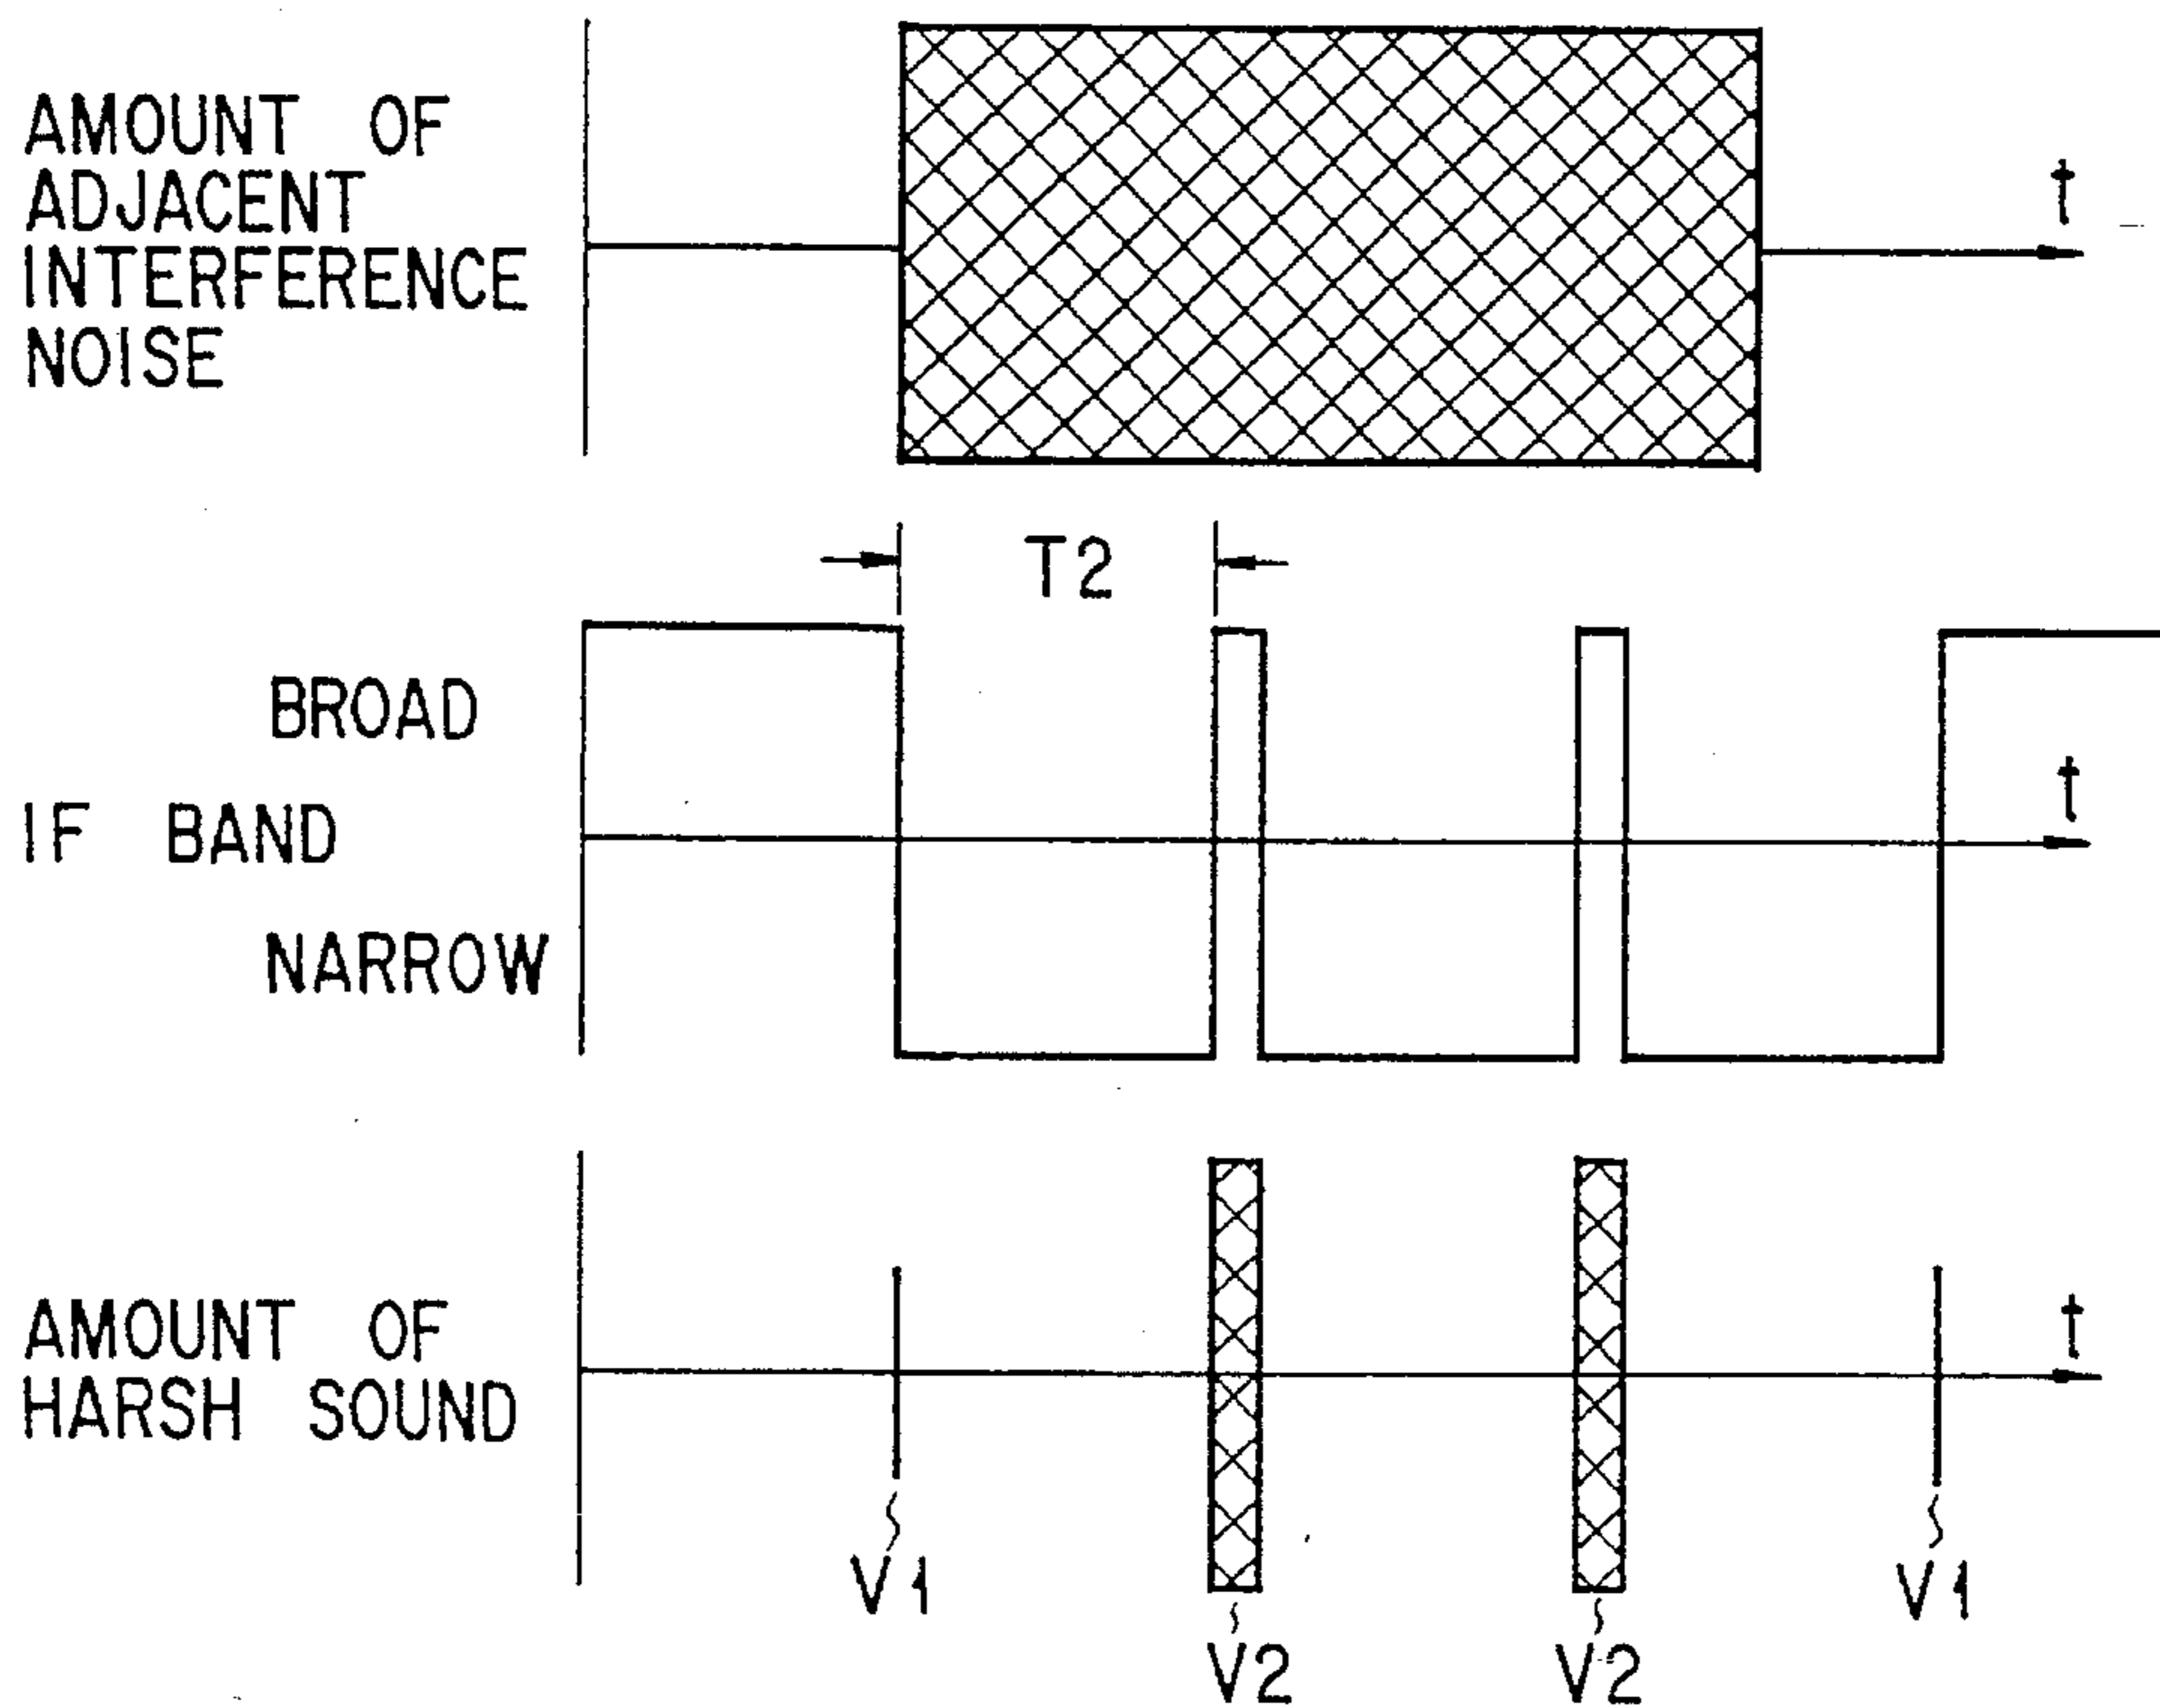 AMOUNT OF
ADJACENT
INTERFERENCE
NOISE
t
T2
BROAD
t
IF BAND
NARROW
AMOUNT OF
HARSH SOUND
t
V1
V1
V2
V2